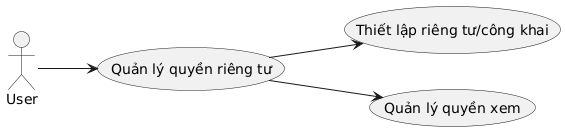 Thiết lập riêng tư/công khai
Quản lý quyền riêng tư
User
Quản lý quyền xem